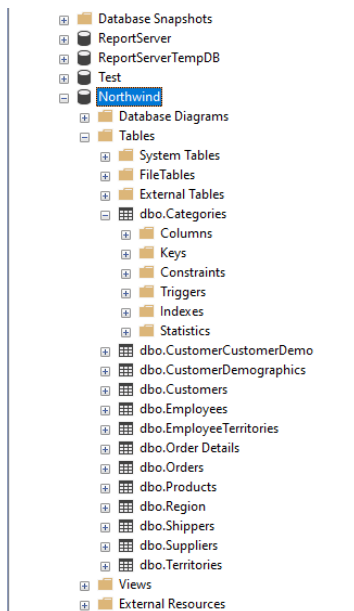 Database Snapshots
ReportServer
ReportServerTempDB
Test
Northwind
Database Diagrams
Tables
System Tables
FileTables
External Tables
dbo.Categories
Columns
Keys
Constraints
Triggers
Indexes
Statistics
dbo.CustomerCustomerDemo
dbo.CustomerDemographics
dbo.Customers
dbo.Employees
dbo.EmployeeTerritories
dbo.Order Details
dbo.Orders
dbo.Products
dbo.Region
dbo.Shippers
dbo.Suppliers
dbo.Territories
Views
External Resources